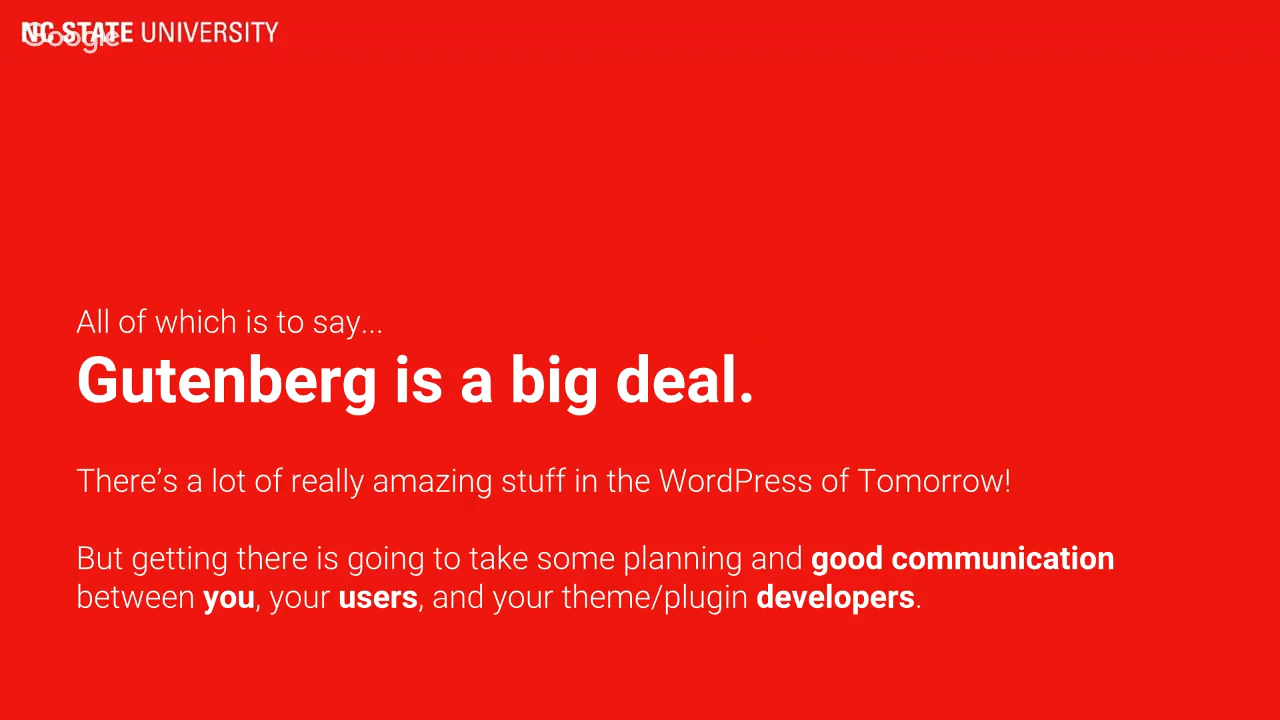 NC STATE UNIVERSITY
Google
All of which is to say...
Gutenberg is a big deal.
There’s a lot of really amazing stuff in the WordPress of Tomorrow!
But getting there is going to take some planning and good communication
between you, your users, and your theme/plugin developers.